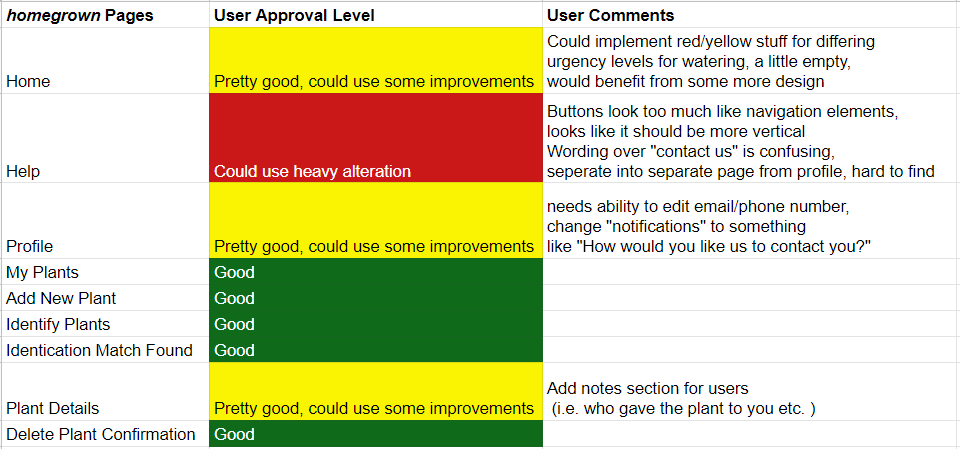 homegrown Pages User Approval Level User Comments
Home Pretty good, could use some improvements Could implement red/yellow stuff for differing
urgency levels for watering, a little empty,
would benefit from some more design
Help Could use heavy alteration Buttons look too much like navigation elements,
looks like it should be more vertical
Wording over "contact us" is confusing,
seperate into separate page from profile, hard to find
Profile Pretty good, could use some improvements needs ability to edit email/phone number,
change "notifications" to something
like "How would you like us to contact you?"
My Plants Good
Add New Plant Good
Identify Plants Good
Identication Match Found Good
Plant Details Pretty good, could use some improvements Add notes section for users
(i.e. who gave the plant to you etc. )
Delete Plant Confirmation Good